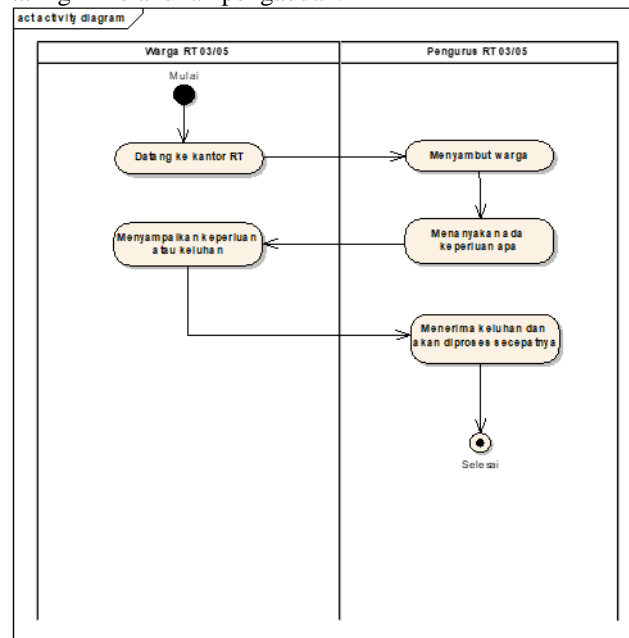 act activity diagram
Warga RT 03/05
Pengurus RT 03/05
Mulai
Datang ke kantor RT
Menyambut warga
Menanyakan ada
keperluan apa
Menyampaikan keperluan
atau keluhan
Menerima keluhan dan
akan diproses secepatnya
Selesai